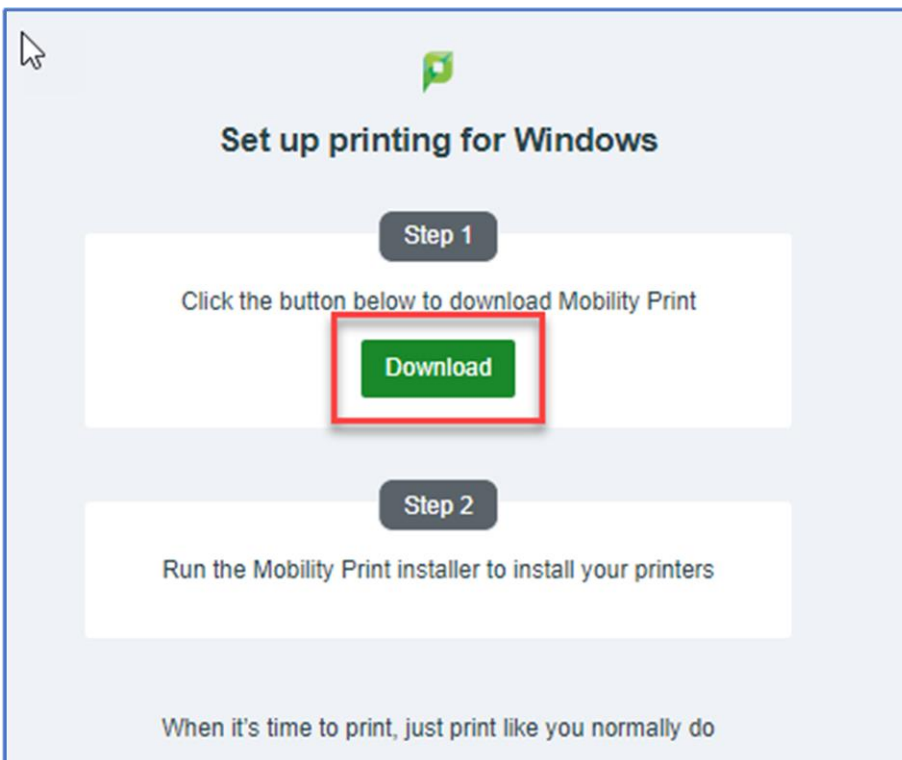 Set up printing for Windows
Step 1
Click the button below to download Mobility Print
Download
Step 2
Run the Mobility Print installer to install your printers
When it's time to print, just print like you normally do